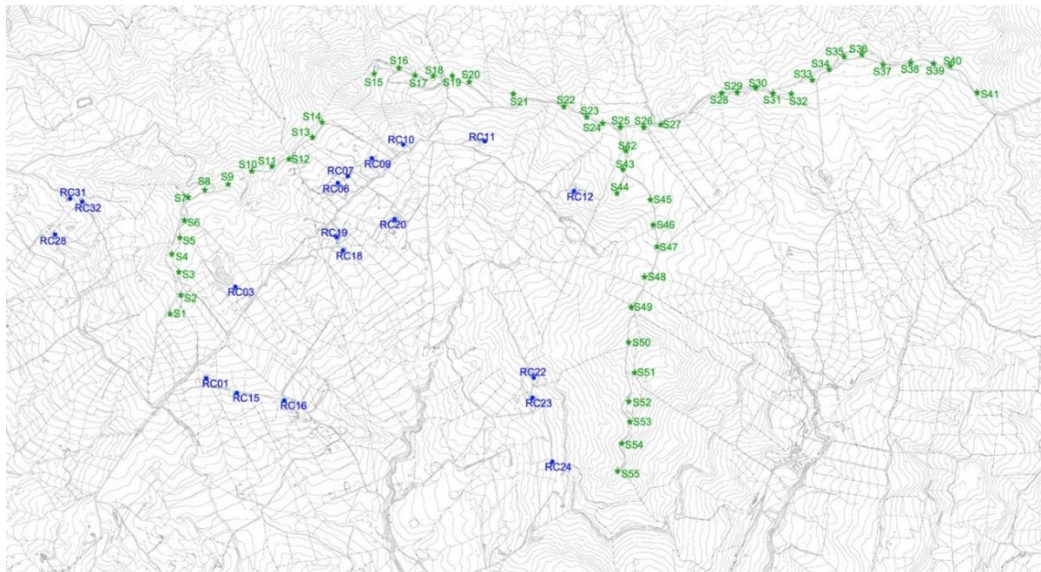 S36
S35
S16
S34
S38
S40
S18
S37
S39
S15
S17
S19
S20
S33
S30
S29
S41
S21
S28
S31
S32
S22
S23
S14
S24
S25
S26
S27
S13
RC10
RC11
S42
RC09
S12
S10
S11
S43
RC07
S9
S8
RC06
S44
RC31
S7
RC12
S45
RC32
S6
RC20
S46
RC28
S5
RC19
S47
S4
RC18
S3
S48
RC03
S2
S49
S1
S50
RC22
S51
RC01
RC15
RC16
RC23
S52
S53
S54
RC24
S55